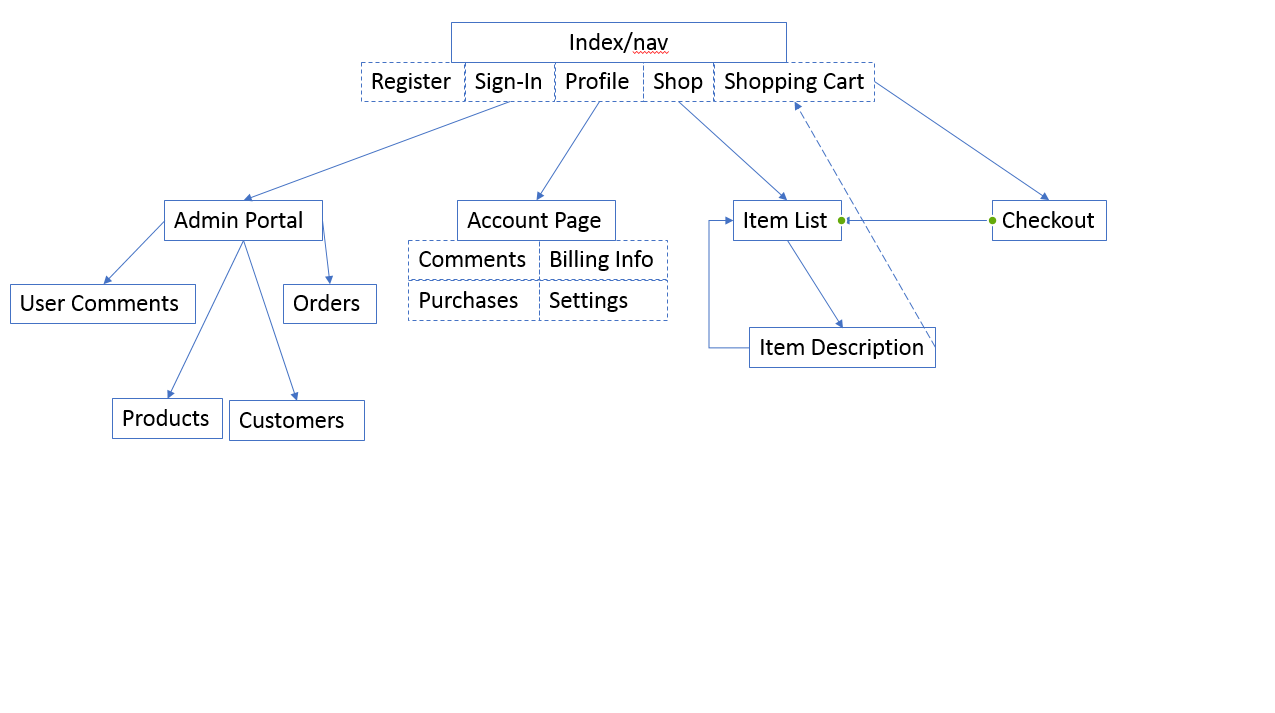 Index/nav
Register Sign-In Profile Shop Shopping Cart
Admin Portal Account Page Item List Checkout
Comments Billing Info
User Comments Orders Purchases Settings
Item Description
Products Customers